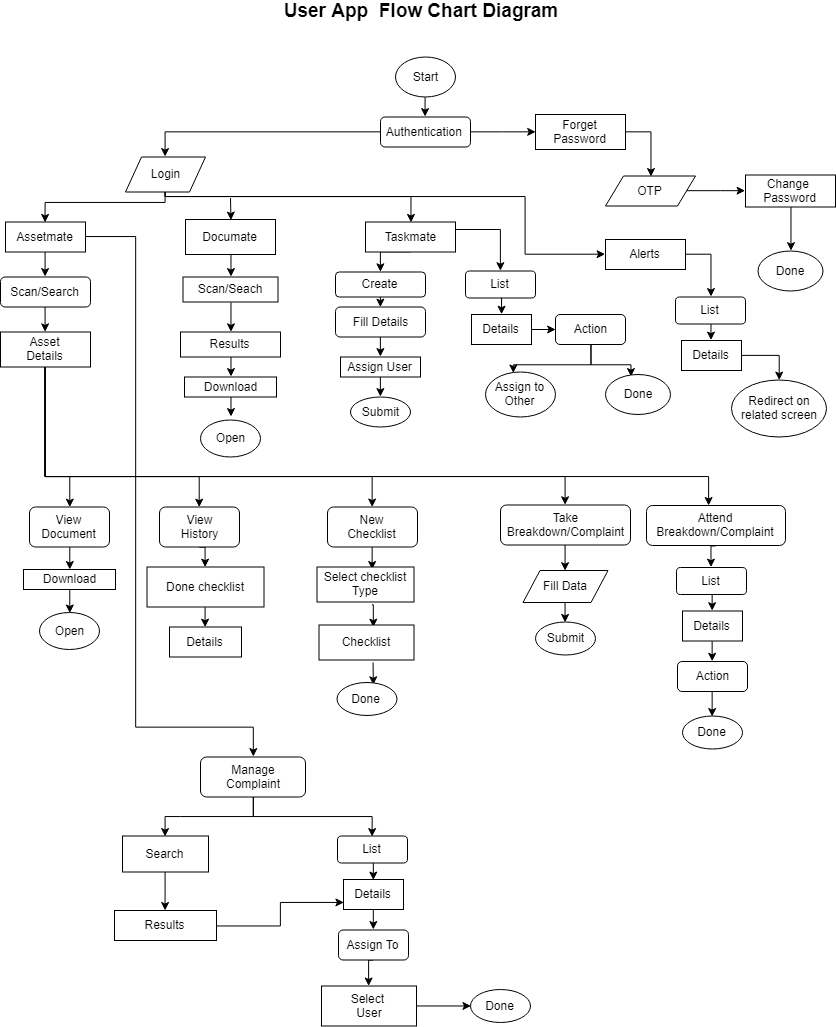 User App  Flow Chart Diagram
Start
Authentication
Forget
Password
Login
OTP
Change
Password
Done
Assetmate
Documate
Taskmate
Alerts
Scan/Search
Scan/Seach
Create
List
List
Fill Details
Details
Action
Asset
Details
Results
Details
Assign User
Download
Assign to
Other
Done
Redirect on
related screen
Submit
Open
View
Document
View
History
New
Checklist
Take
Breakdown/Complaint
Attend
Breakdown/Complaint
Download
Done checklist
Select checklist
Type
Fill Data
List
Open
Details
Checklist
Submit
Details
Action
Done
Done
Manage
Complaint
Search
List
Details
Results
Assign To
Select
User
Done